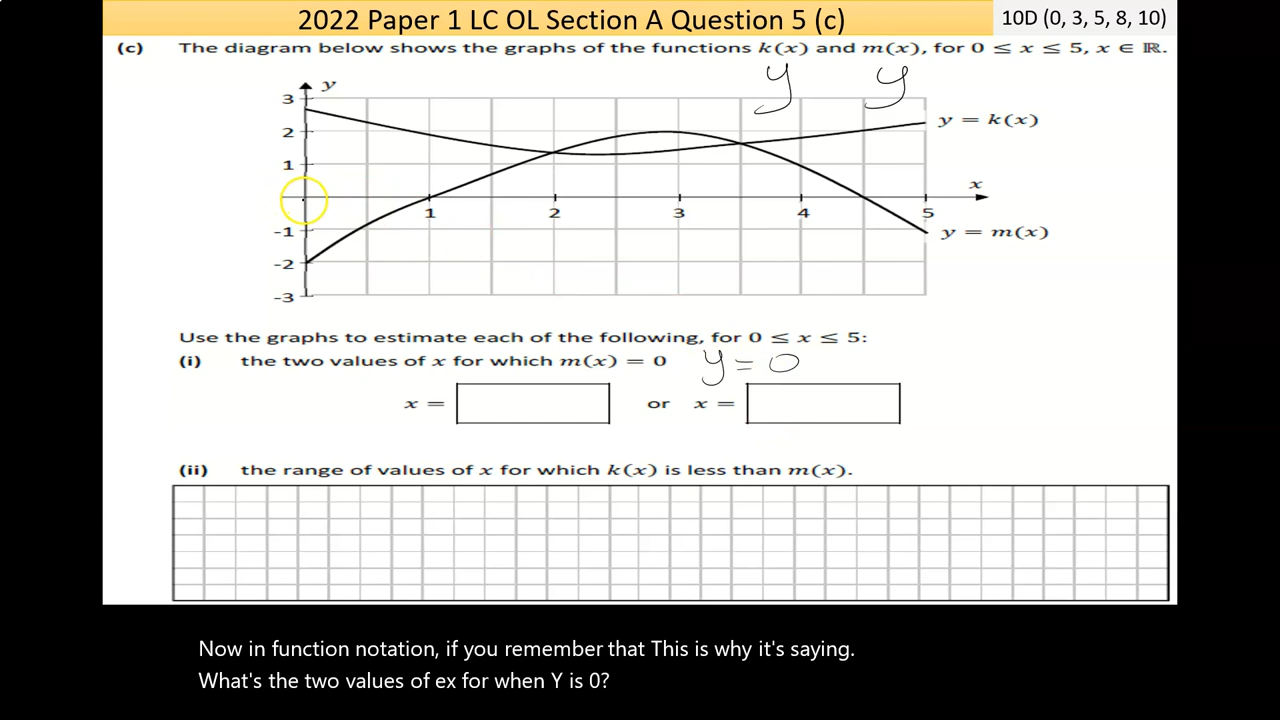 2022 Paper 1 LC OL Section A Question 5 (c)
10D (0, 3, 5, 8, 10)
(c) The diagram below shows the graphs of the functions k(x) and m(x), for 0 ≤ x ≤ 5, x ∈ ℝ.
y y
y
3
2
1
-1
-2
-3
1 2 3 4 5
x
y = k(x)
y = m(x)
Use the graphs to estimate each of the following, for 0 ≤ x ≤ 5:
(i) the two values of x for which m(x) = 0 y = 0
x = or x =
(ii) the range of values of x for which k(x) is less than m(x).
Now in function notation, if you remember that This is why it's saying.
What's the two values of ex for when Y is 0?